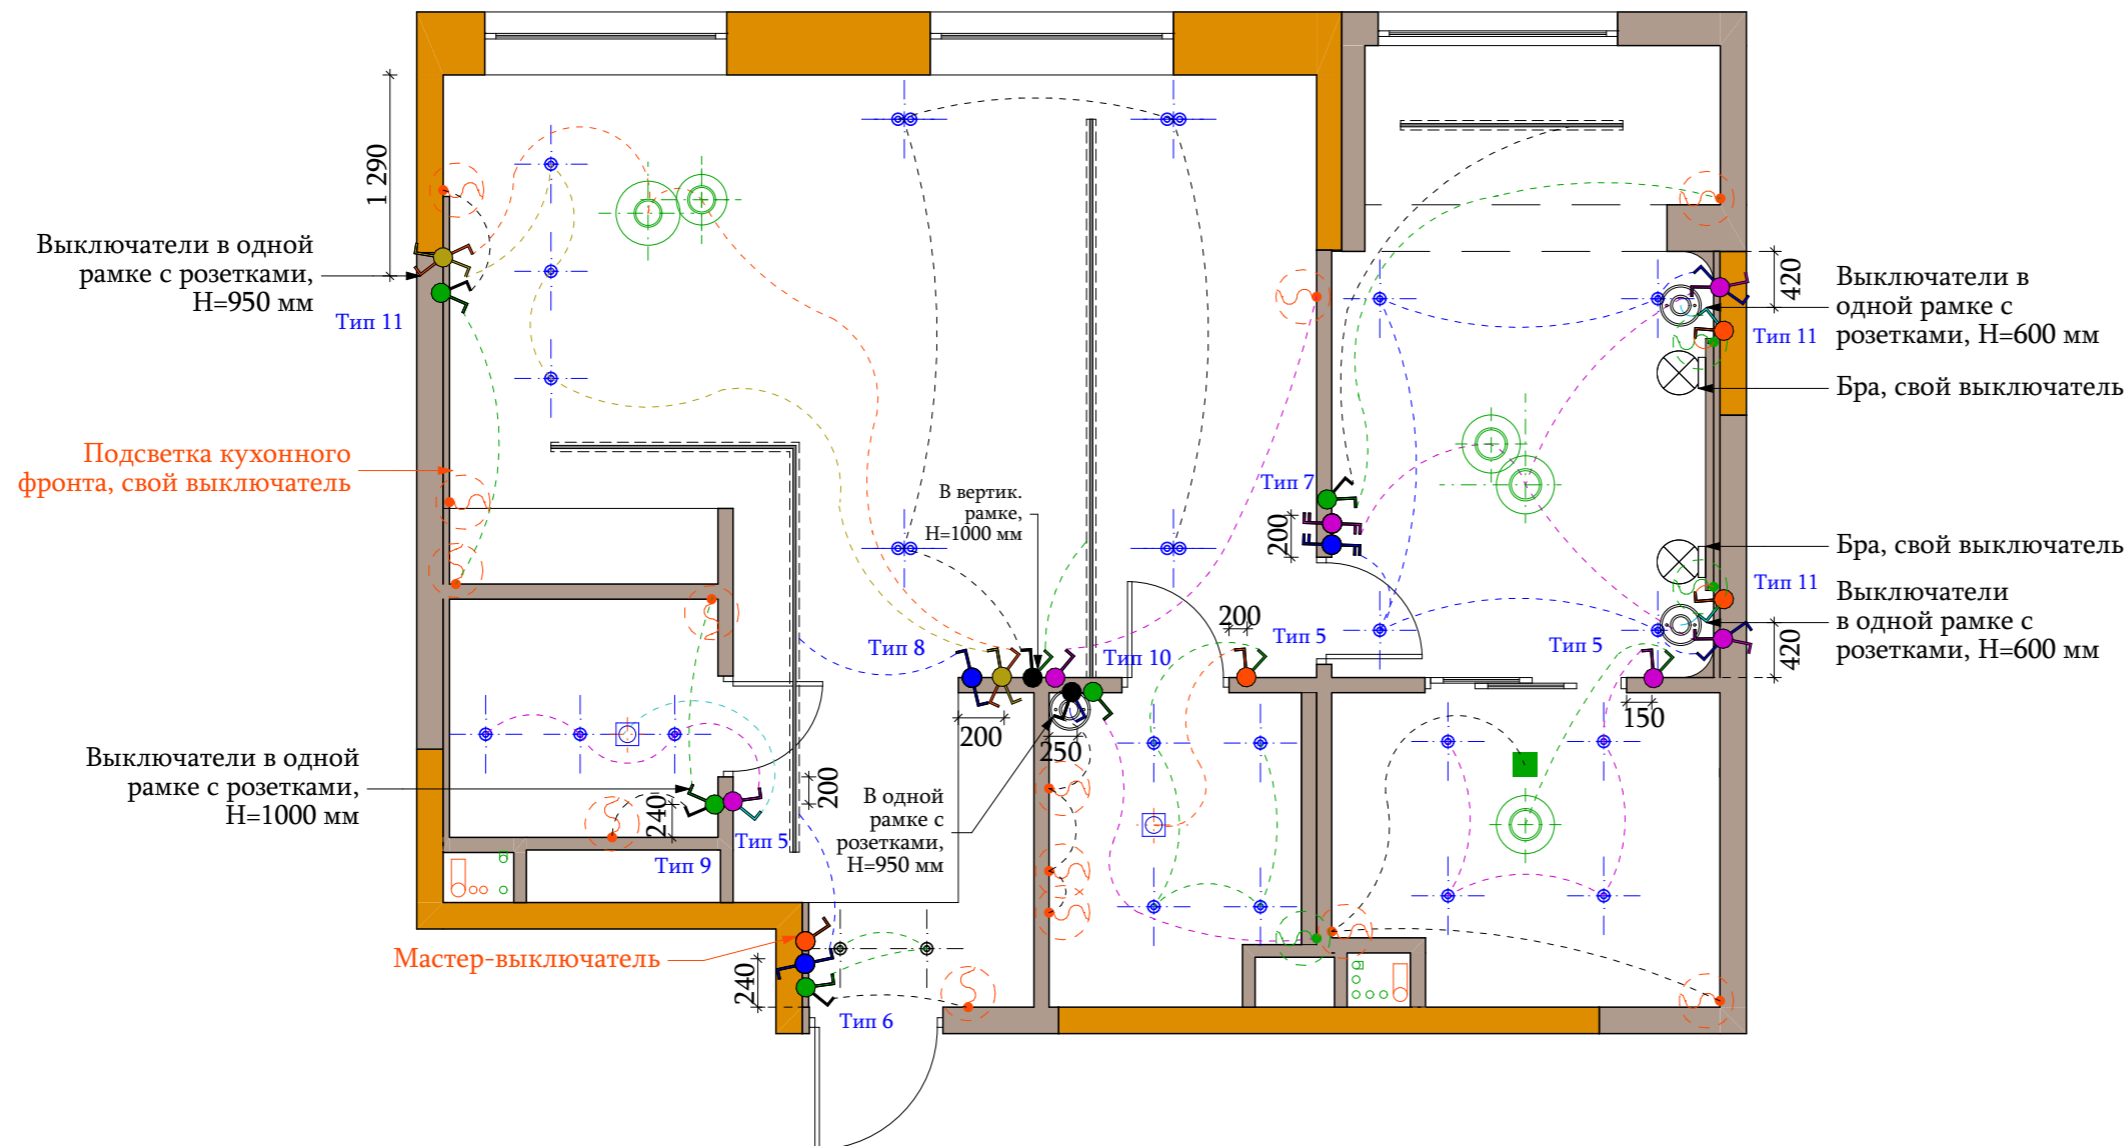 1 290
Выключатели в одной
рамке с розетками,
H=950 мм
Тип 11
Подсветка кухонного
фронта, свой выключатель
Выключатели в одной
рамке с розетками,
H=1000 мм
240
Тип 9
Тип 5
200
Мастер-выключатель
240
Тип 6
Тип 8
200
В вертик.
рамке,
H=1000 мм
Тип 10
250
В одной
рамке с
розетками,
H=950 мм
200
Тип 5
Тип 7
200
Тип 5
150
420
Выключатели в
одной рамке с
розетками, H=600 мм
Тип 11
Бра, свой выключатель
Бра, свой выключатель
Тип 11
Выключатели
в одной рамке с
розетками, H=600 мм
420